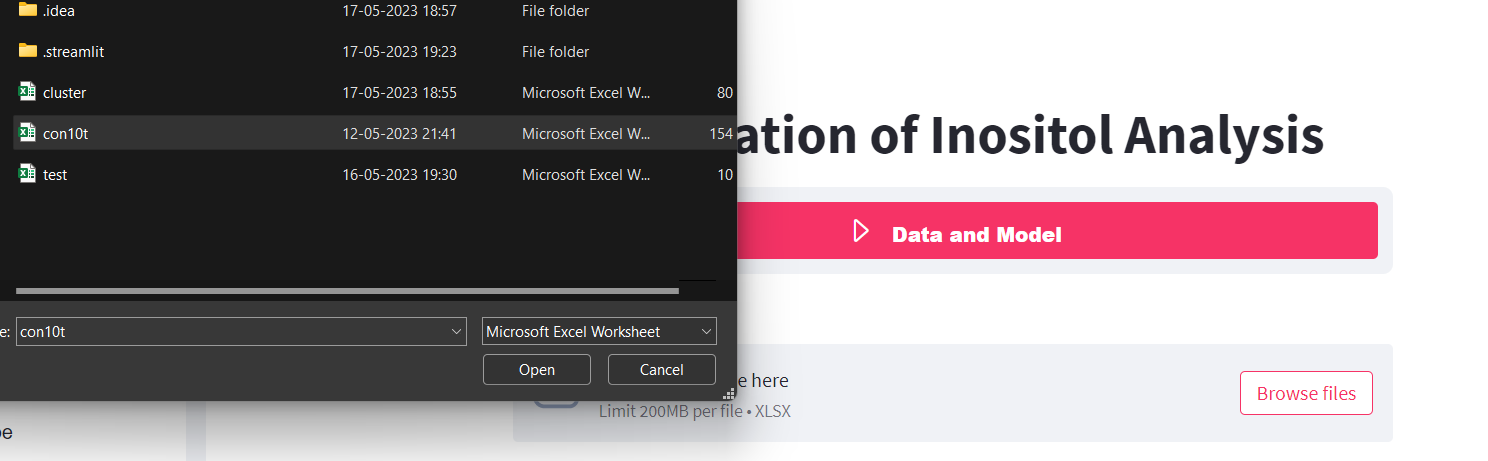 .idea 17-05-2023 18:57 File folder
.streamlit 17-05-2023 19:23 File folder
cluster 17-05-2023 18:55 Microsoft Excel W... 80
con10t 12-05-2023 21:41 Microsoft Excel W... 154
test 16-05-2023 19:30 Microsoft Excel W... 10
e: con10t Microsoft Excel Worksheet
Open Cancel
ation of Inositol Analysis
Data and Model
e here
Limit 200MB per file • XLSX
Browse files
pe